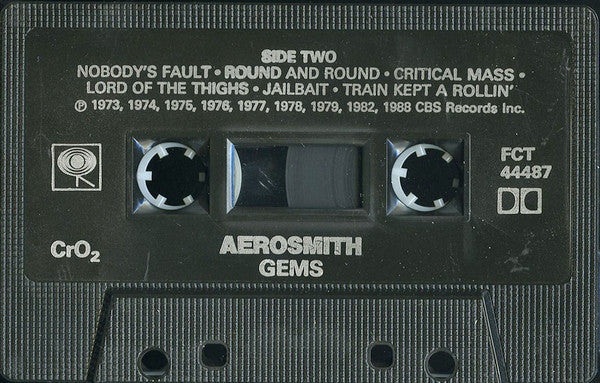 SIDE TWO
NOBODY'S FAULT • ROUND AND ROUND • CRITICAL MASS •
LORD OF THE THIGHS • JAILBAIT • TRAIN KEPT A ROLLIN'
℗ 1973, 1974, 1975, 1976, 1977, 1978, 1979, 1982, 1988 CBS Records Inc.
FCT
44487
CrO₂
AEROSMITH
GEMS